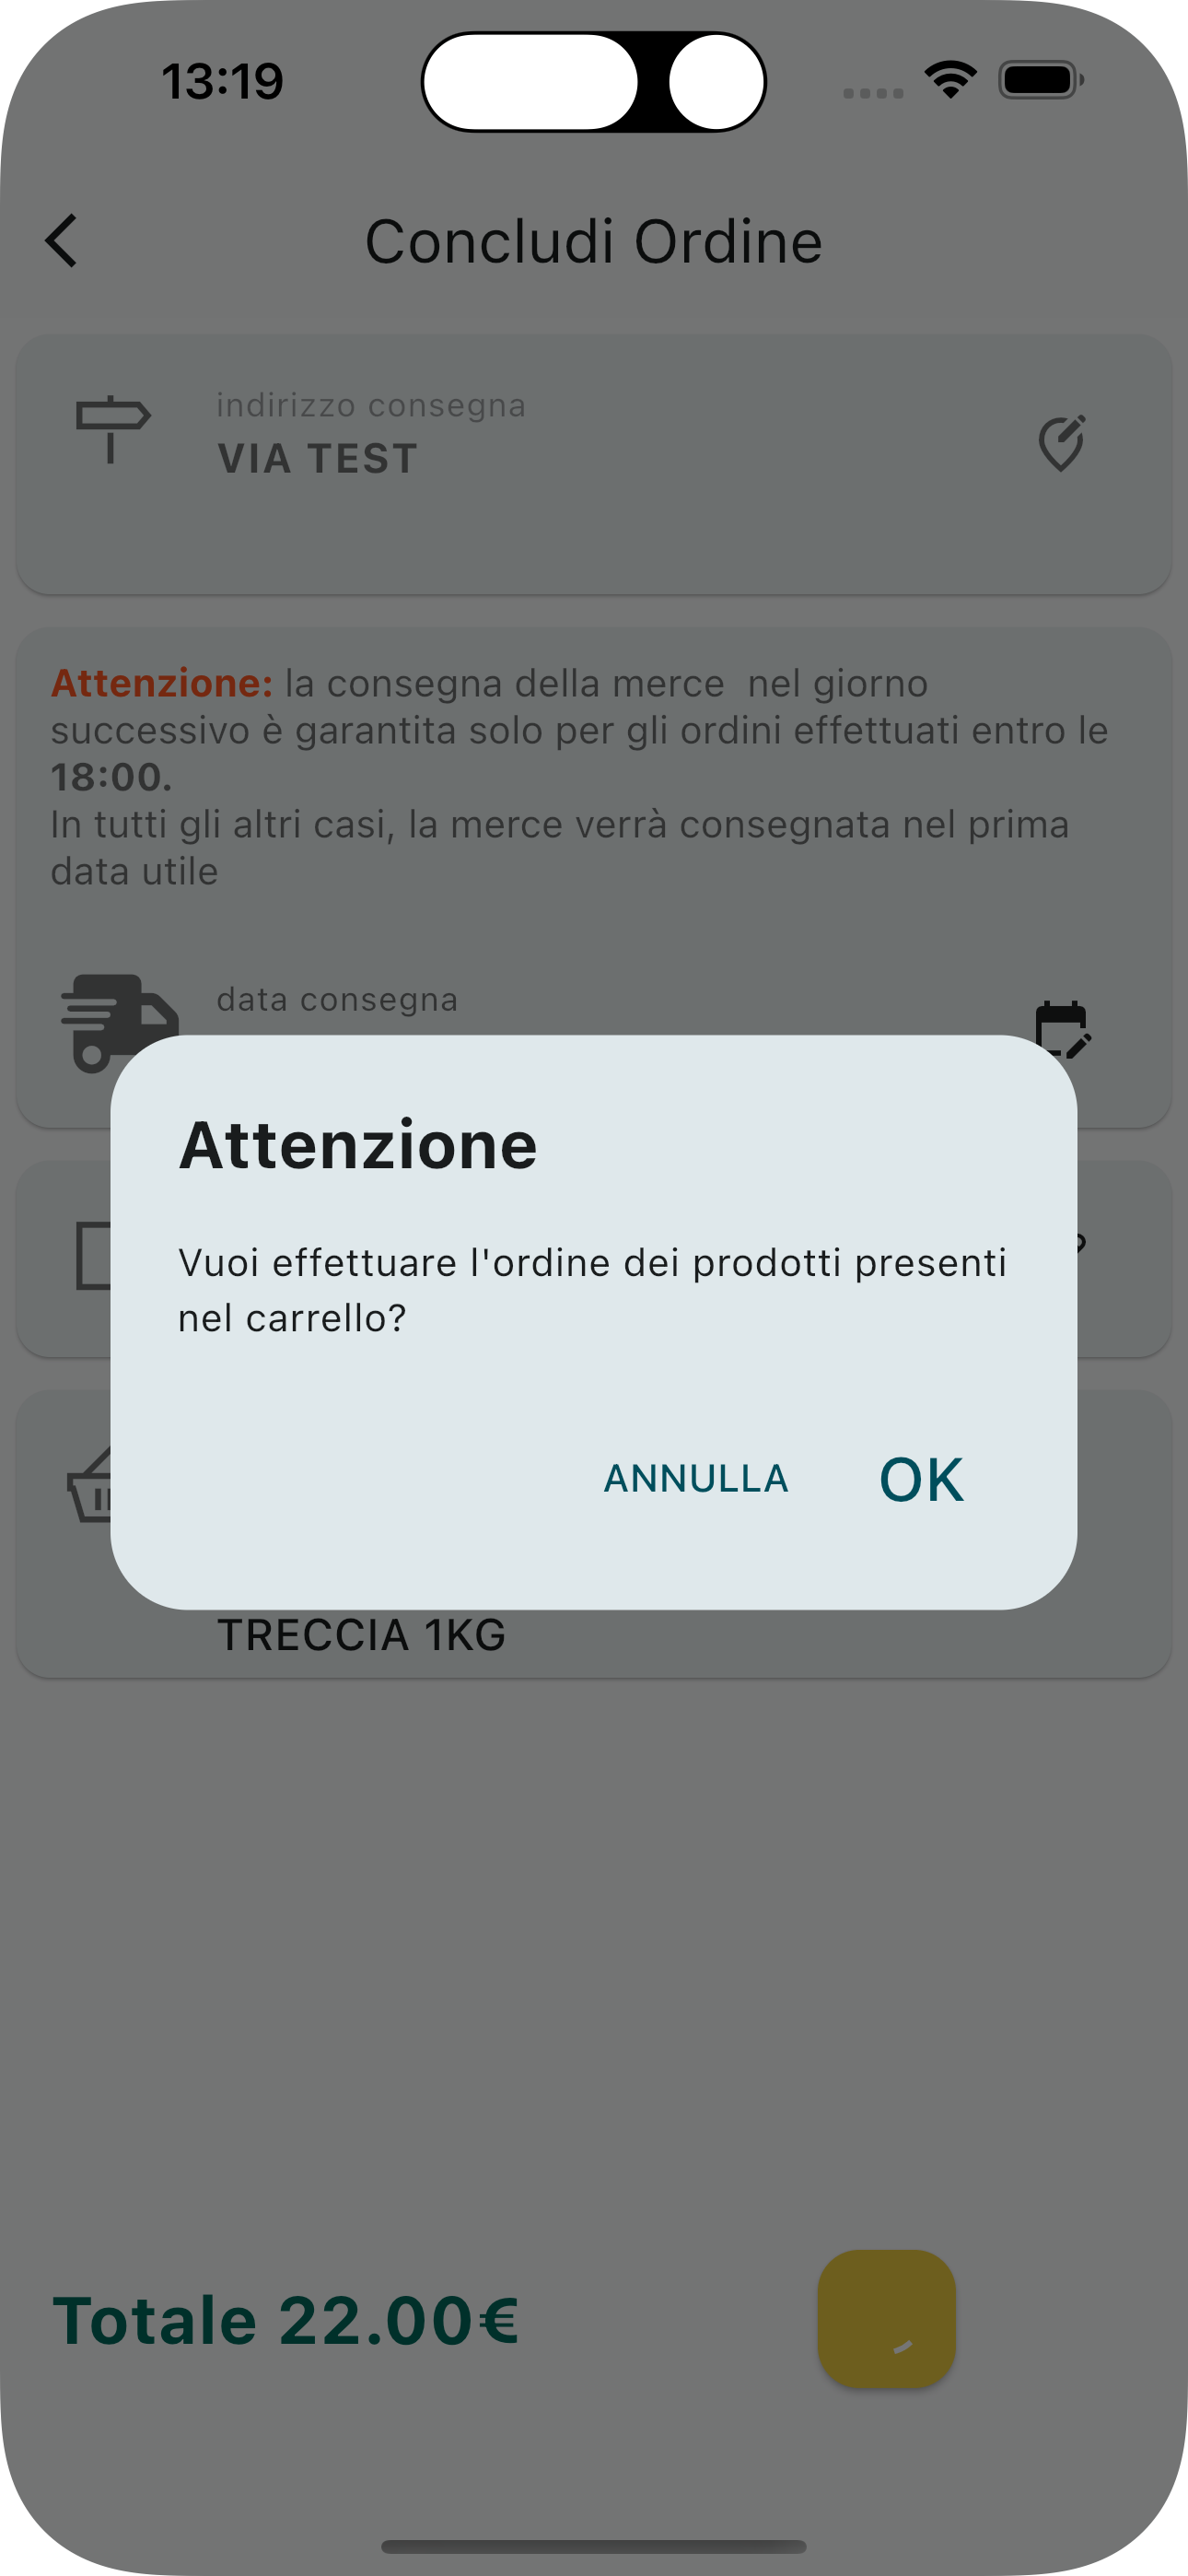 13:19
Concludi Ordine
indirizzo consegna
VIA TEST
Attenzione: la consegna della merce  nel giorno
successivo è garantita solo per gli ordini effettuati entro le
18:00.
In tutti gli altri casi, la merce verrà consegnata nel prima
data utile
data consegna
Attenzione
Vuoi effettuare l'ordine dei prodotti presenti
nel carrello?
ANNULLA OK
TRECCIA 1KG
Totale 22.00€